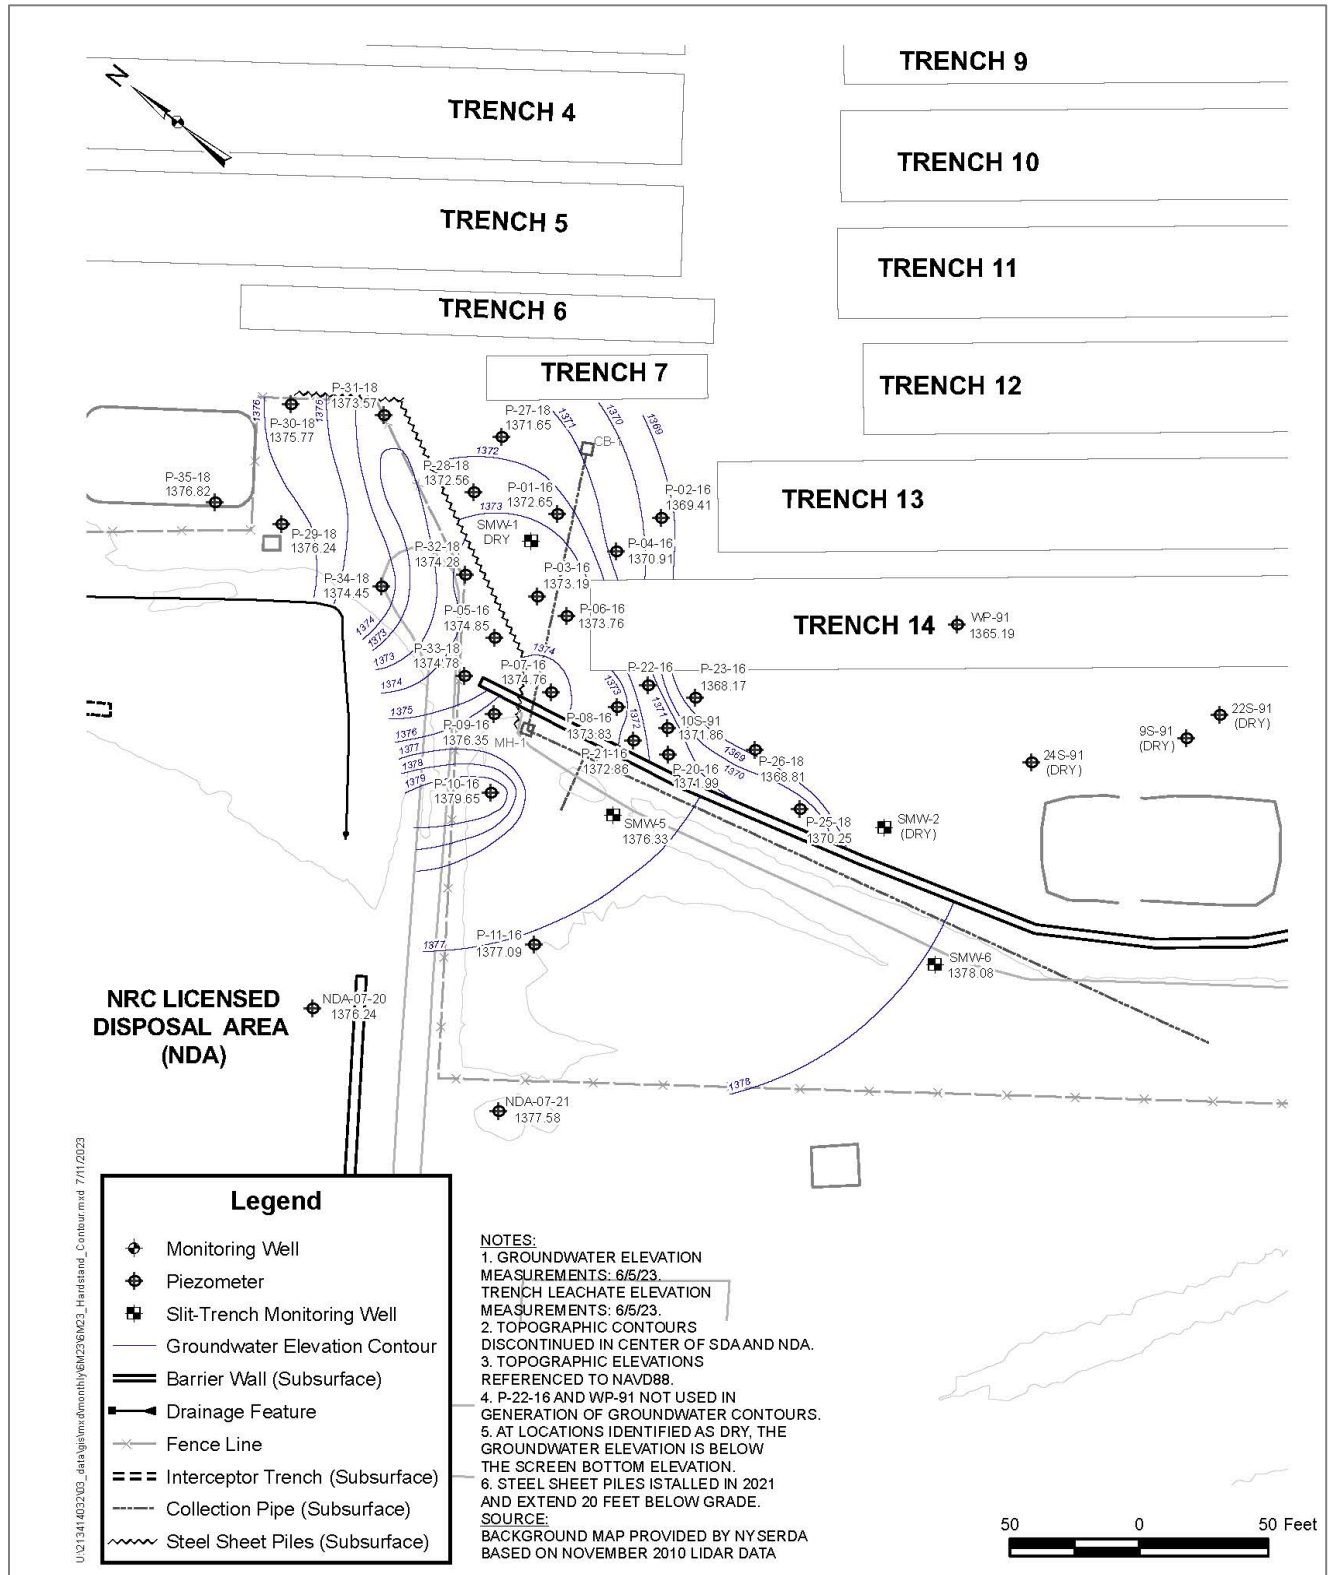 N
TRENCH 4
TRENCH 9
TRENCH 10
TRENCH 5
TRENCH 11
TRENCH 6
TRENCH 7
TRENCH 12
TRENCH 13
TRENCH 14
P-31-18
1373.57
P-30-18
1375.77
1376
1375
P-27-18
1371.65
1371
1370
1369
CB-1
1372
P-28-18
1372.56
P-35-18
1376.82
P-01-16
1372.65
P-02-16
1369.41
1373
SMW-1
DRY
P-29-18
1376.24
P-04-16
1370.91
P-32-18
1374.28
P-03-16
1373.19
P-34-18
1374.45
P-05-16
1374.85
P-06-16
1373.76
WP-91
1365.19
1374
1373
1373
1374
P-33-18
1374.78
P-07-16
1374.76
1374
P-22-16
P-23-16
1368.17
1373
1372
1371
1375
1376
1377
1378
1379
P-09-16
1376.35
MH-1
P-08-16
1373.83
10S-91
1371.86
P-21-16
1372.86
P-20-16
1371.99
1369
1370
P-26-18
1368.81
22S-91
(DRY)
9S-91
(DRY)
24S-91
(DRY)
P-10-16
1379.65
SMW-5
1376.33
P-25-18
1370.25
SMW-2
(DRY)
1377
P-11-16
1377.09
SMW-6
1378.08
NRC LICENSED
DISPOSAL AREA
(NDA)
NDA-07-20
1376.24
1378
NDA-07-21
1377.58
Legend
Monitoring Well
Piezometer
Slit-Trench Monitoring Well
Groundwater Elevation Contour
Barrier Wall (Subsurface)
Drainage Feature
Fence Line
Interceptor Trench (Subsurface)
Collection Pipe (Subsurface)
Steel Sheet Piles (Subsurface)
NOTES:
1. GROUNDWATER ELEVATION
MEASUREMENTS: 6/5/23.
TRENCH LEACHATE ELEVATION
MEASUREMENTS: 6/5/23.
2. TOPOGRAPHIC CONTOURS
DISCONTINUED IN CENTER OF SDA AND NDA.
3. TOPOGRAPHIC ELEVATIONS
REFERENCED TO NAVD88.
4. P-22-16 AND WP-91 NOT USED IN
GENERATION OF GROUNDWATER CONTOURS.
5. AT LOCATIONS IDENTIFIED AS DRY, THE
GROUNDWATER ELEVATION IS BELOW
THE SCREEN BOTTOM ELEVATION.
6. STEEL SHEET PILES ISTALLED IN 2021
AND EXTEND 20 FEET BELOW GRADE.
SOURCE:
BACKGROUND MAP PROVIDED BY NYSERDA
BASED ON NOVEMBER 2010 LIDAR DATA
50 0 50 Feet
U:\213414032\03_data\gis\mxd\monthly\6M23\6M23_Hardstand_Contour.mxd 7/11/2023